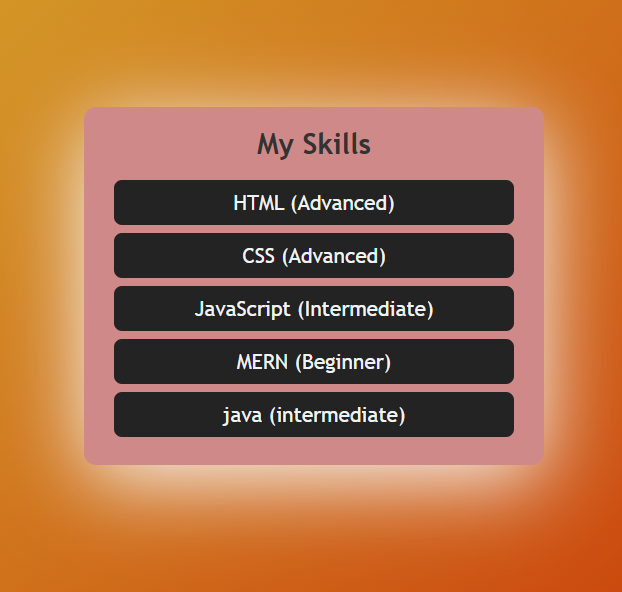 My Skills
HTML (Advanced)
CSS (Advanced)
JavaScript (Intermediate)
MERN (Beginner)
java (intermediate)